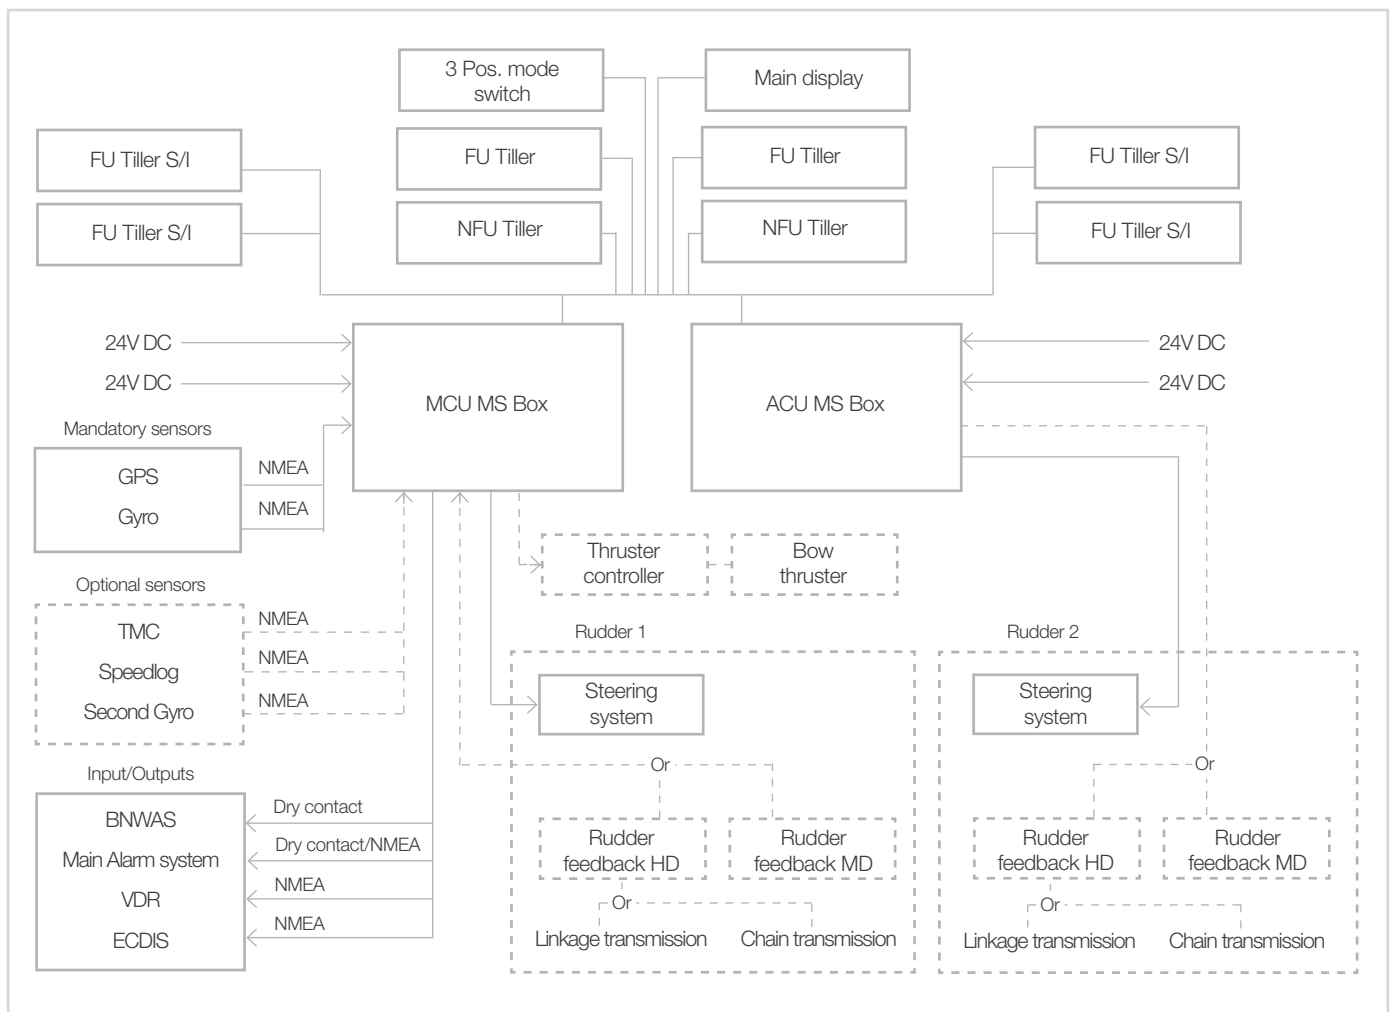 3 Pos. mode
switch
Main display
FU Tiller S/I
FU Tiller
FU Tiller
FU Tiller S/I
FU Tiller S/I
NFU Tiller
NFU Tiller
FU Tiller S/I
24V DC
24V DC
MCU MS Box
ACU MS Box
24V DC
24V DC
Mandatory sensors
GPS
Gyro
NMEA
NMEA
Optional sensors
TMC
Speedlog
Second Gyro
NMEA
NMEA
NMEA
Thruster
controller
Bow
thruster
Input/Outputs
BNWAS
Main Alarm system
VDR
ECDIS
Dry contact
Dry contact/NMEA
NMEA
NMEA
Rudder 1
Steering
system
Or
Rudder
feedback HD
Rudder
feedback MD
Or
Linkage transmission
Chain transmission
Rudder 2
Steering
system
Or
Rudder
feedback HD
Rudder
feedback MD
Or
Linkage transmission
Chain transmission